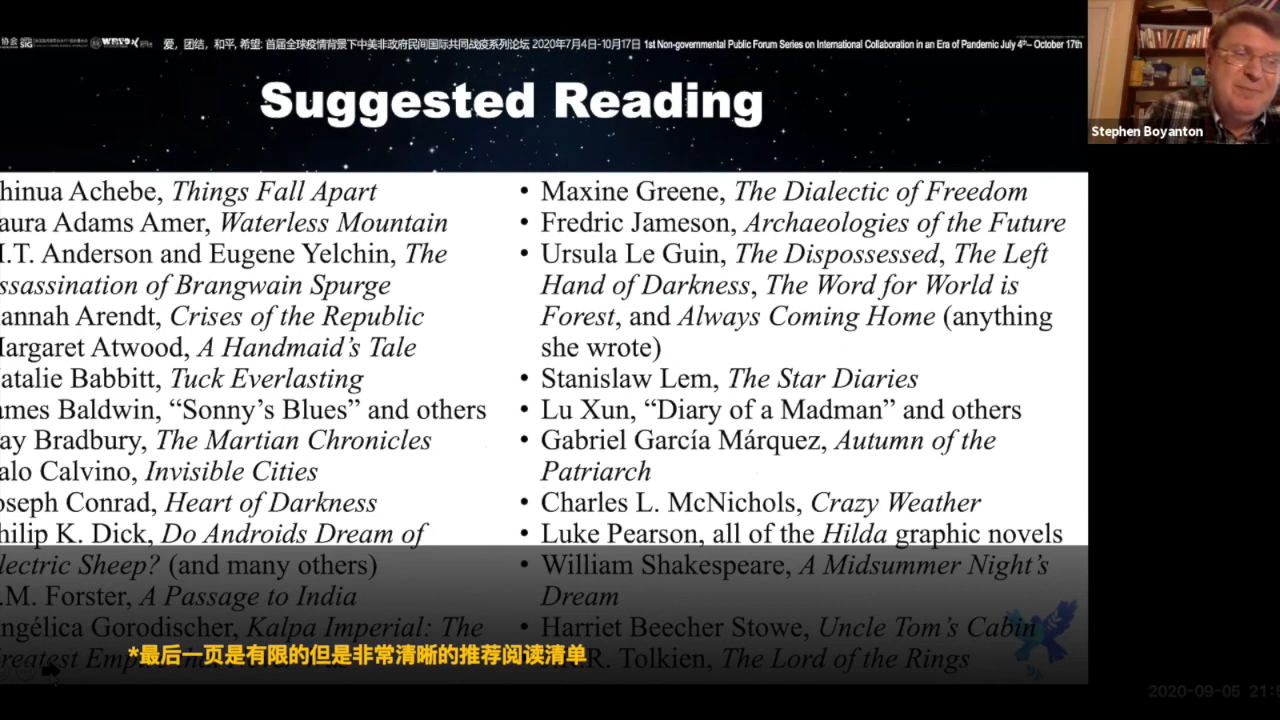 协会 SIG
爱，团结，和平, 希望: 首届全球疫情背景下中美非政府民间国际共同战疫系列论坛 2020年7月4日-10月17日 1st Non-governmental Public Forum Series on International Collaboration in an Era of Pandemic July 4th– October 17th
Stephen Boyanton
Suggested Reading
hinua Achebe, Things Fall Apart
aura Adams Amer, Waterless Mountain
.T. Anderson and Eugene Yelchin, The
ssassination of Brangwain Spurge
annah Arendt, Crises of the Republic
argaret Atwood, A Handmaid’s Tale
atalie Babbitt, Tuck Everlasting
ames Baldwin, “Sonny’s Blues” and others
ay Bradbury, The Martian Chronicles
alo Calvino, Invisible Cities
oseph Conrad, Heart of Darkness
hilip K. Dick, Do Androids Dream of
lectric Sheep? (and many others)
.M. Forster, A Passage to India
ngélica Gorodischer, Kalpa Imperial: The
reatest Emp
• Maxine Greene, The Dialectic of Freedom
• Fredric Jameson, Archaeologies of the Future
• Ursula Le Guin, The Dispossessed, The Left
Hand of Darkness, The Word for World is
Forest, and Always Coming Home (anything
she wrote)
• Stanislaw Lem, The Star Diaries
• Lu Xun, “Diary of a Madman” and others
• Gabriel García Márquez, Autumn of the
Patriarch
• Charles L. McNichols, Crazy Weather
• Luke Pearson, all of the Hilda graphic novels
• William Shakespeare, A Midsummer Night’s
Dream
• Harriet Beecher Stowe, Uncle Tom’s Cabin
.R. Tolkien, The Lord of the Rings
*最后一页是有限的但是非常清晰的推荐阅读清单
2020-09-05 21: